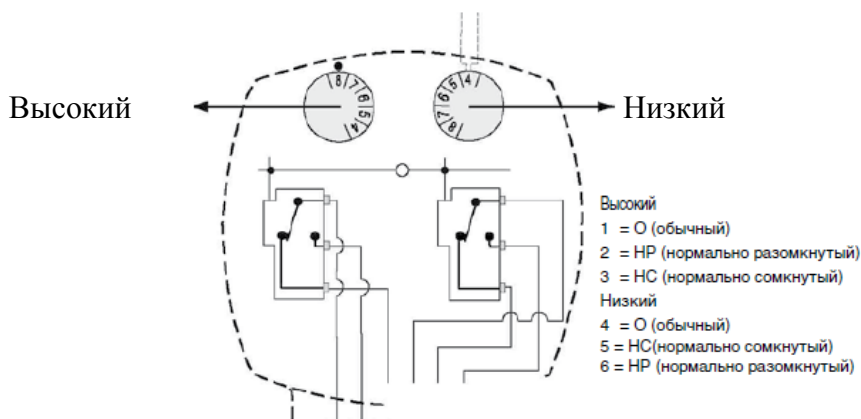 Высокий
Низкий
8 7 6 5 4
8 7 6 5 4
Высокий
1 = О (обычный)
2 = НР (нормально разомкнутый)
3 = НС (нормально сомкнутый)
Низкий
4 = О (обычный)
5 = НС(нормально сомкнутый)
6 = НР (нормально разомкнутый)